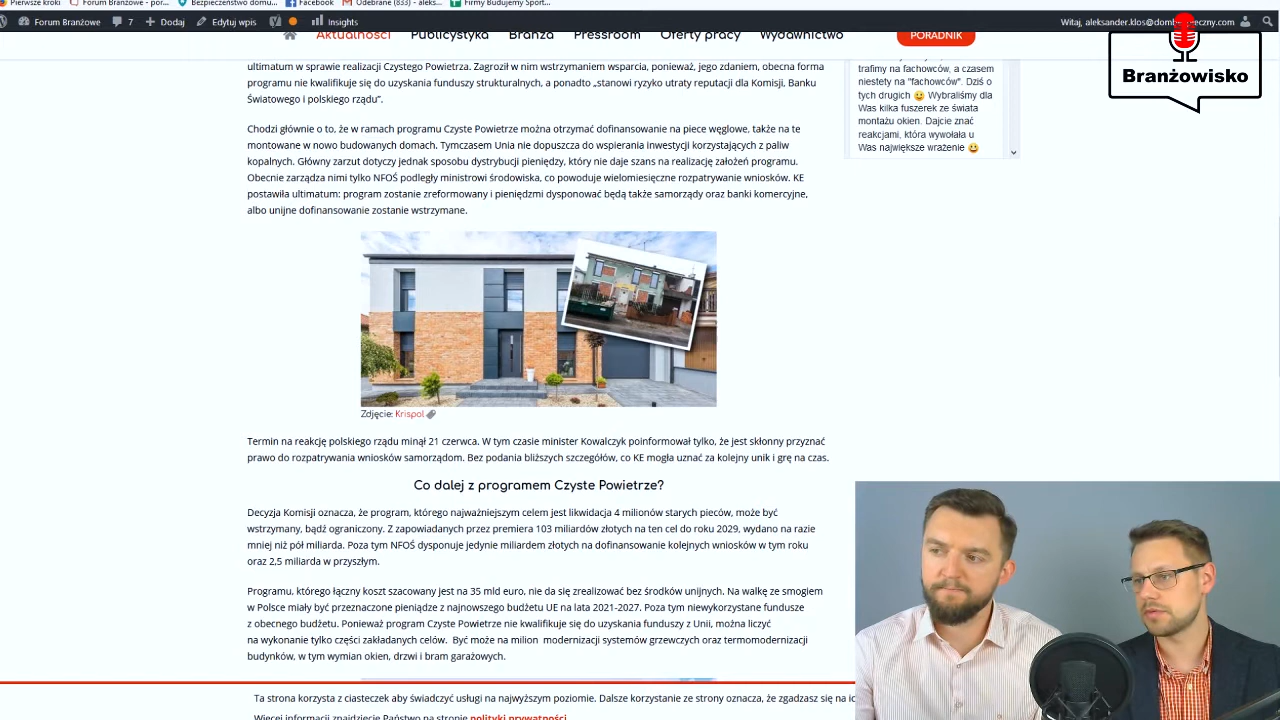 Pierwsze kroki
Forum Branżowe - por...
Bezpieczeństwo domu...
Facebook
Odebrane (833) - aleks...
Firmy Budujemy Sport...
Forum Branżowe
7
Dodaj
Edytuj wpis
Insights
Witaj, aleksander.klos@dom
Aktualności
Publicystyka
Branża
Pressroom
Oferty pracy
Wydawnictwo
PORADNIK
Branżowisko
ultimatum w sprawie realizacji Czystego Powietrza. Zagroził w nim wstrzymaniem wsparcia, ponieważ, jego zdaniem, obecna forma
programu nie kwalifikuje się do uzyskania funduszy strukturalnych, a ponadto „stanowi ryzyko utraty reputacji dla Komisji, Banku
Światowego i polskiego rządu”.
Chodzi głównie o to, że w ramach programu Czyste Powietrze można otrzymać dofinansowanie na piece węglowe, także na te
montowane w nowo budowanych domach. Tymczasem Unia nie dopuszcza do wspierania inwestycji korzystających z paliw
kopalnych. Główny zarzut dotyczy jednak sposobu dystrybucji pieniędzy, który nie daje szans na realizację założeń programu.
Obecnie zarządza nimi tylko NFOŚ podległy ministrowi środowiska, co powoduje wielomiesięczne rozpatrywanie wniosków. KE
postawiła ultimatum: program zostanie zreformowany i pieniędzmi dysponować będą także samorządy oraz banki komercyjne,
albo unijne dofinansowanie zostanie wstrzymane.
trafimy na fachowców, a czasem
niestety na "fachowców". Dziś o
tych drugich 😀 Wybraliśmy dla
Was kilka fuszerek ze świata
montażu okien. Dajcie znać
reakcjami, która wywołała u
Was największe wrażenie 😀
Zdjęcie: Krispol
Termin na reakcję polskiego rządu minął 21 czerwca. W tym czasie minister Kowalczyk poinformował tylko, że jest skłonny przyznać
prawo do rozpatrywania wniosków samorządom. Bez podania bliższych szczegółów, co KE mogła uznać za kolejny unik i grę na czas.
Co dalej z programem Czyste Powietrze?
Decyzja Komisji oznacza, że program, którego najważniejszym celem jest likwidacja 4 milionów starych pieców, może być
wstrzymany, bądź ograniczony. Z zapowiadanych przez premiera 103 miliardów złotych na ten cel do roku 2029, wydano na razie
mniej niż pół miliarda. Poza tym NFOŚ dysponuje jedynie miliardem złotych na dofinansowanie kolejnych wniosków w tym roku
oraz 2,5 miliarda w przyszłym.
Programu, którego łączny koszt szacowany jest na 35 mld euro, nie da się zrealizować bez środków unijnych. Na walkę ze smogiem
w Polsce miały być przeznaczone pieniądze z najnowszego budżetu UE na lata 2021-2027. Poza tym niewykorzystane fundusze
z obecnego budżetu. Ponieważ program Czyste Powietrze nie kwalifikuje się do uzyskania funduszy z Unii, można liczyć
na wykonanie tylko części zakładanych celów. Być może na milion modernizacji systemów grzewczych oraz termomodernizacji
budynków, w tym wymian okien, drzwi i bram garażowych.
Ta strona korzysta z ciasteczek aby świadczyć usługi na najwyższym poziomie. Dalsze korzystanie ze strony oznacza, że zgadzasz się na ic
Więcej informacji znajdziecie Państwo na stronie polityki prywatności